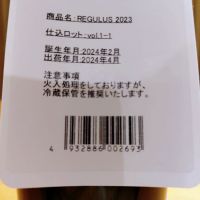 商品名:REGULUS 2023
仕込ロット:vol.1-1
誕生年月:2024年2月
出荷年月:2024年4月
注意事項
火入処理をしておりますが、
冷蔵保管を推奨いたします。
4 932886 002693